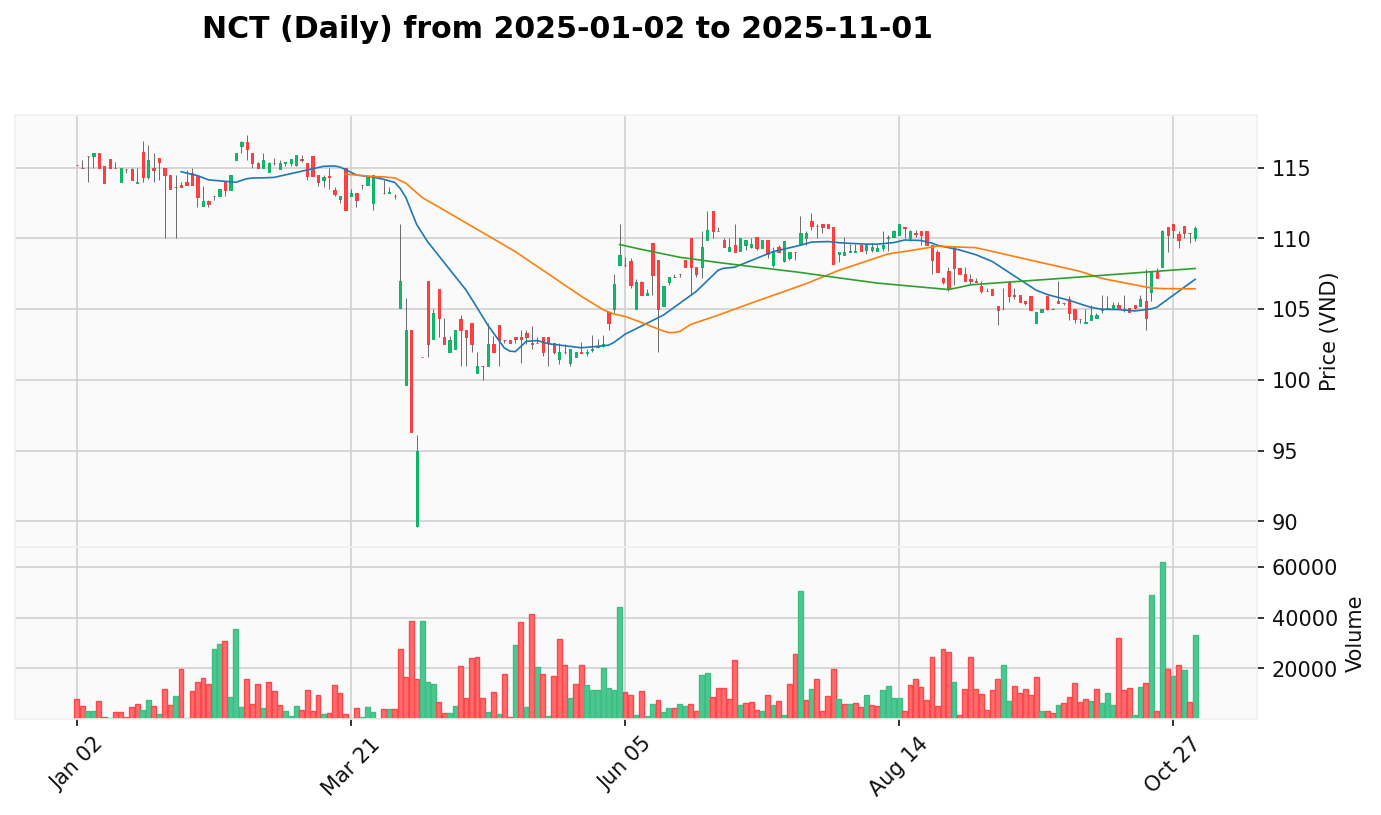 NCT (Daily) from 2025-01-02 to 2025-11-01
115
110
105
100
95
90
Price (VND)
60000
40000
20000
Volume
Jan 02
Mar 21
Jun 05
Aug 14
Oct 27